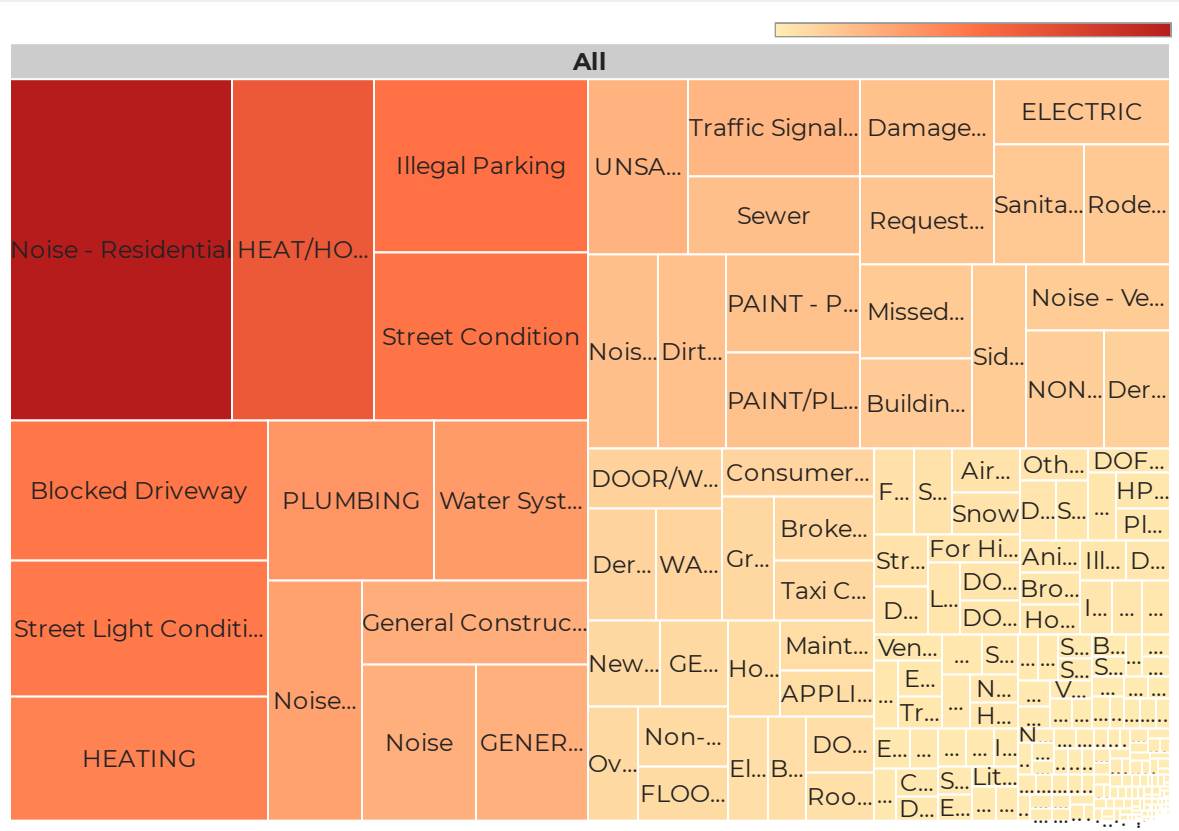 All
Noise - Residential
HEAT/HO...
Illegal Parking
Street Condition
Blocked Driveway
Street Light Conditi...
HEATING
PLUMBING
Water Syst...
Noise...
General Construc...
Noise
GENER...
UNSA...
Traffic Signal...
Sewer
Damage...
Request...
ELECTRIC
Sanita...
Rode...
Nois...
Dirt...
PAINT - P...
PAINT/PL...
Missed...
Buildin...
Sid...
Noise - Ve...
NON...
Der...
DOOR/W...
Der...
WA...
Consumer...
Gr...
Broke...
Taxi C...
New...
GE...
Ho...
Maint...
APPLI...
Ov...
Non-...
FLOO...
El...
B...
DO...
Roo...
F...
S...
Air...
Snow
Str...
D...
For Hi...
L...
DO...
DO...
Oth...
D...
S...
DOF...
...
HP...
Pl...
Ani...
Bro...
Ho...
Ill...
D...
I...
...
...
Ven...
...
E...
Tr...
...
S...
...
N...
H...
...
...
S...
S...
B...
S...
...
...
...
...
V...
...
...
...
E...
...
...
I...
...
C...
D...
S...
E...
Lit...
...
...
N...